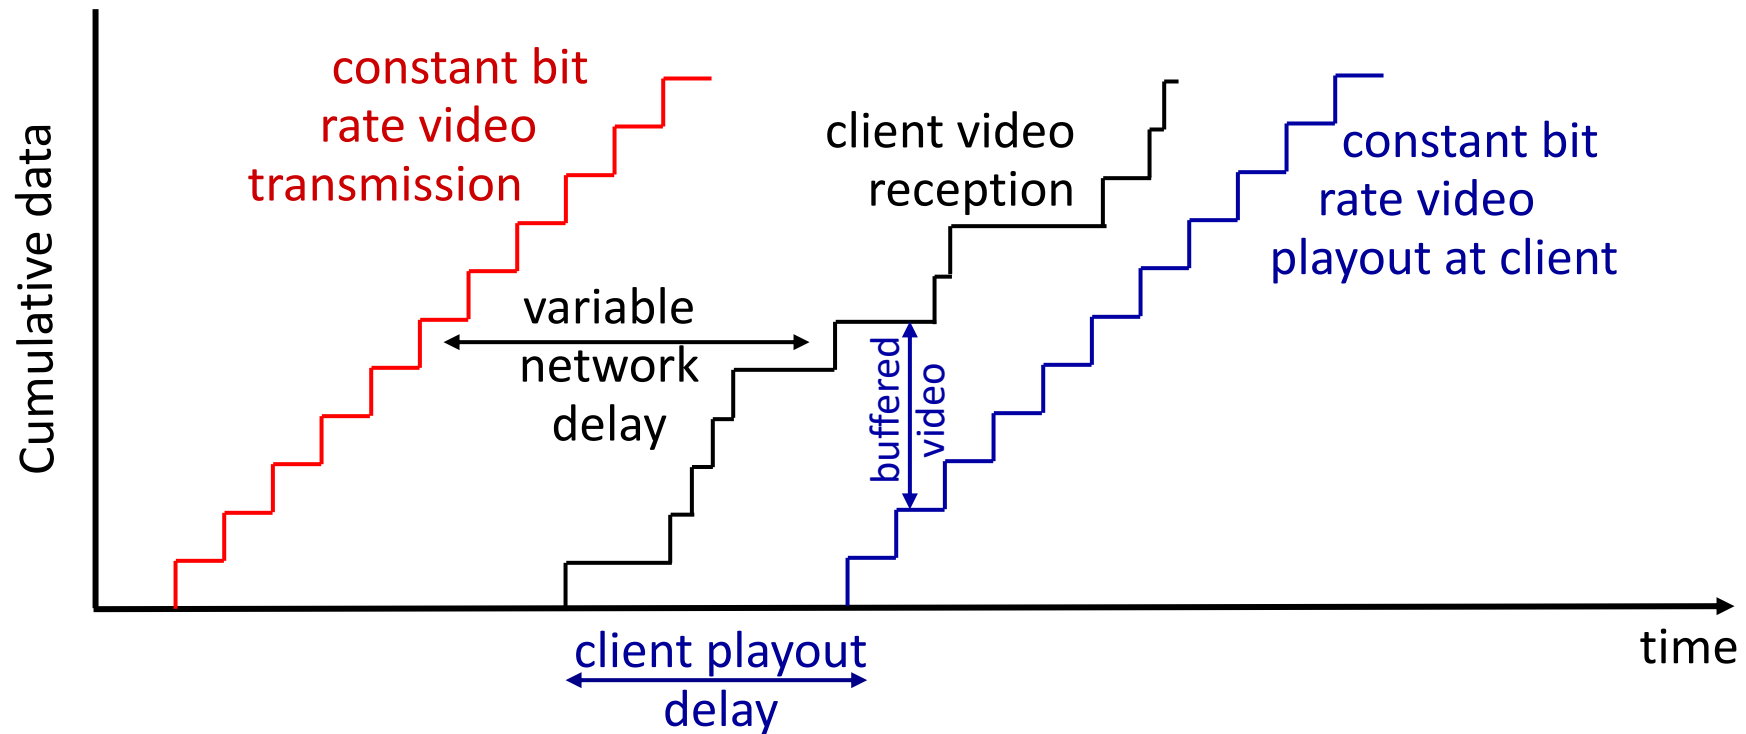 constant bit
rate video
transmission
client video
reception
constant bit
rate video
playout at client
Cumulative data
variable
network
delay
buffered
video
client playout
delay
time